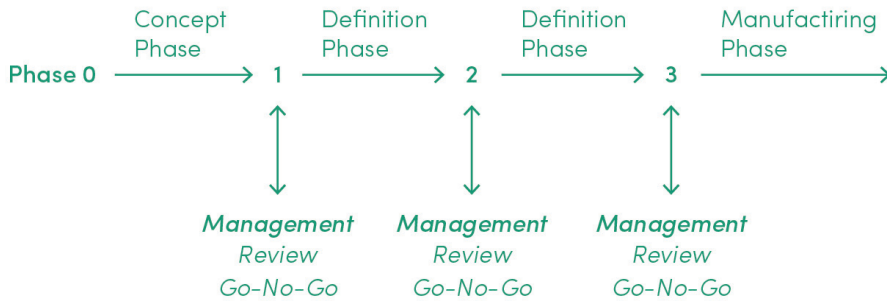 Concept
Phase
Definition
Phase
Definition
Phase
Manufactiring
Phase
Phase 0
1
2
3
Management
Review
Go-No-Go
Management
Review
Go-No-Go
Management
Review
Go-No-Go